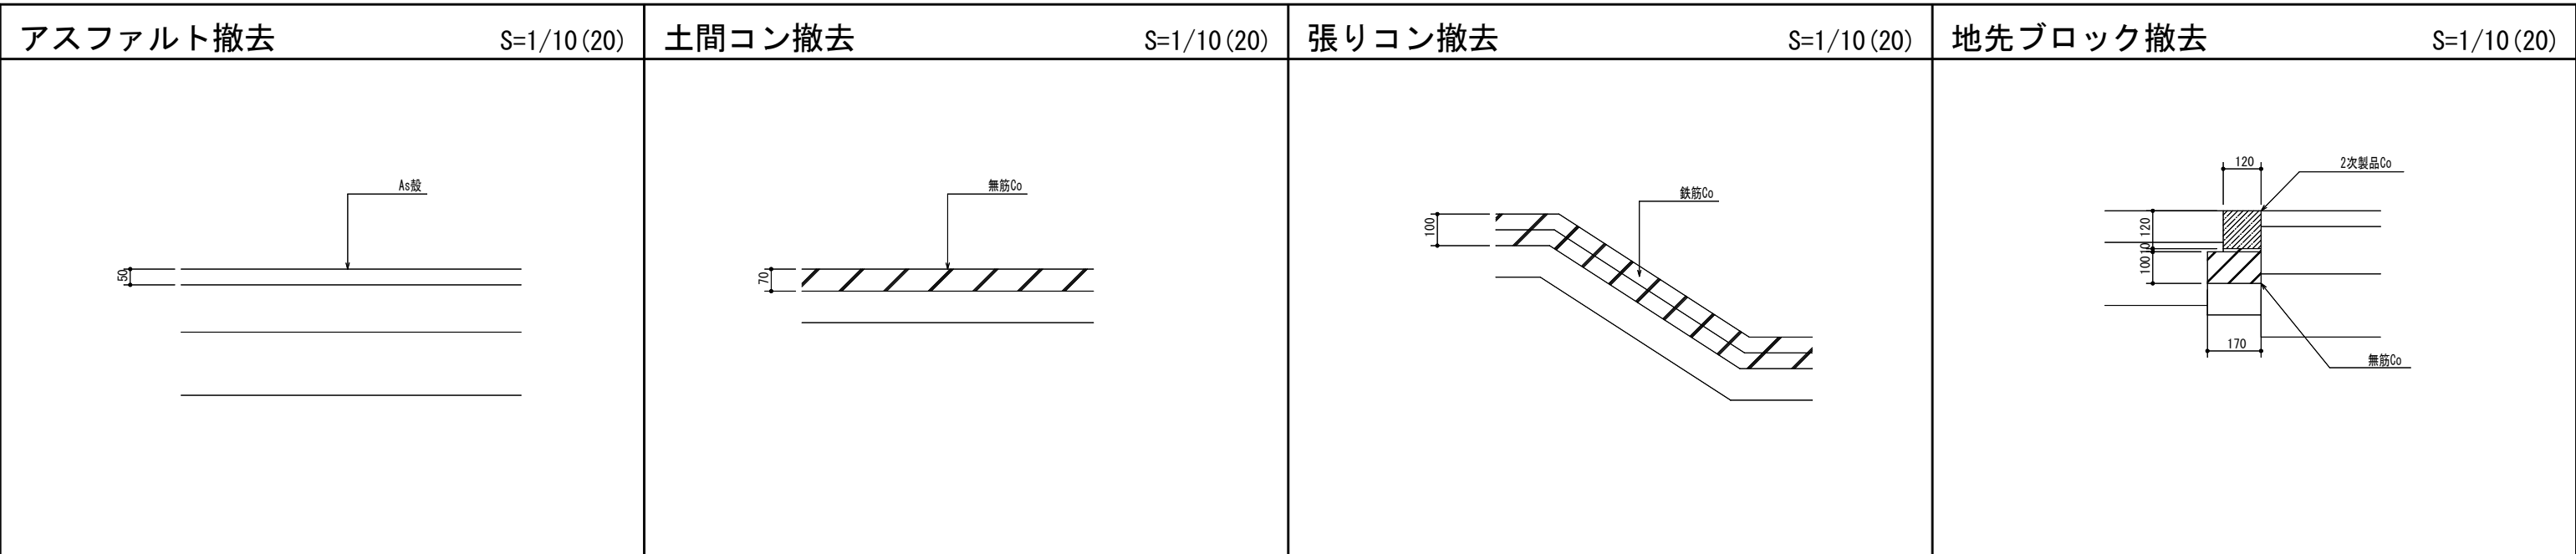 アスファルト撤去 S=1/10(20)
As殻
50
土間コン撤去 S=1/10(20)
無筋Co
70
張りコン撤去 S=1/10(20)
鉄筋Co
100
地先ブロック撤去 S=1/10(20)
120
2次製品Co
120
10
100
170
無筋Co